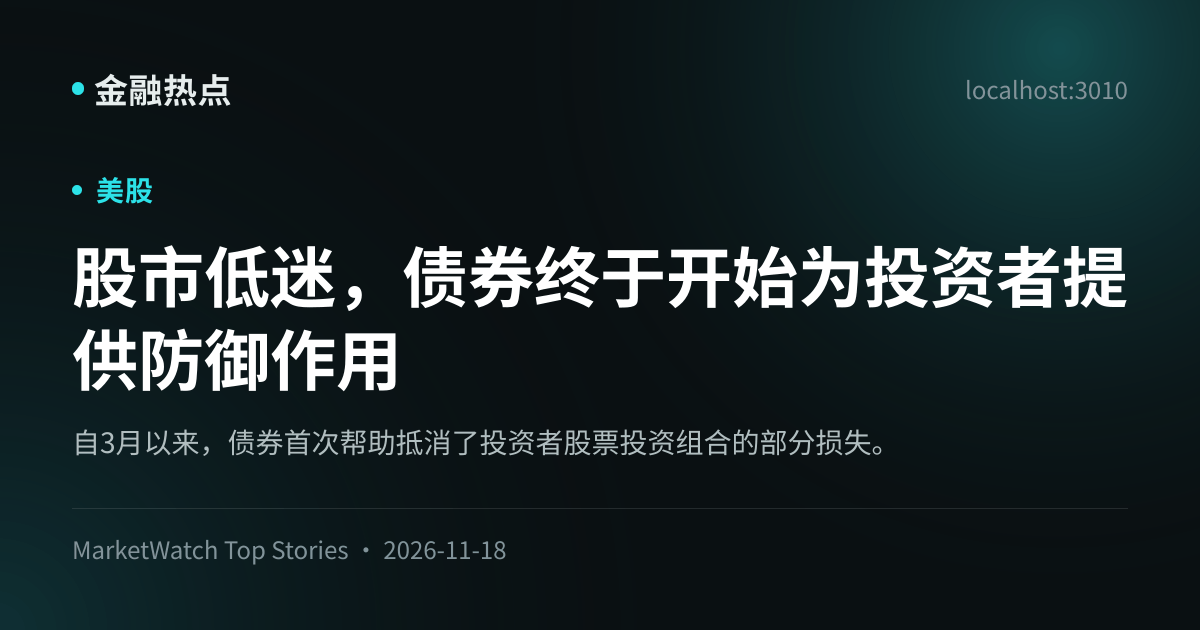 金融热点
localhost:3010
美股
股市低迷，债券终于开始为投资者提
供防御作用
自3月以来，债券首次帮助抵消了投资者股票投资组合的部分损失。
MarketWatch Top Stories • 2026-11-18